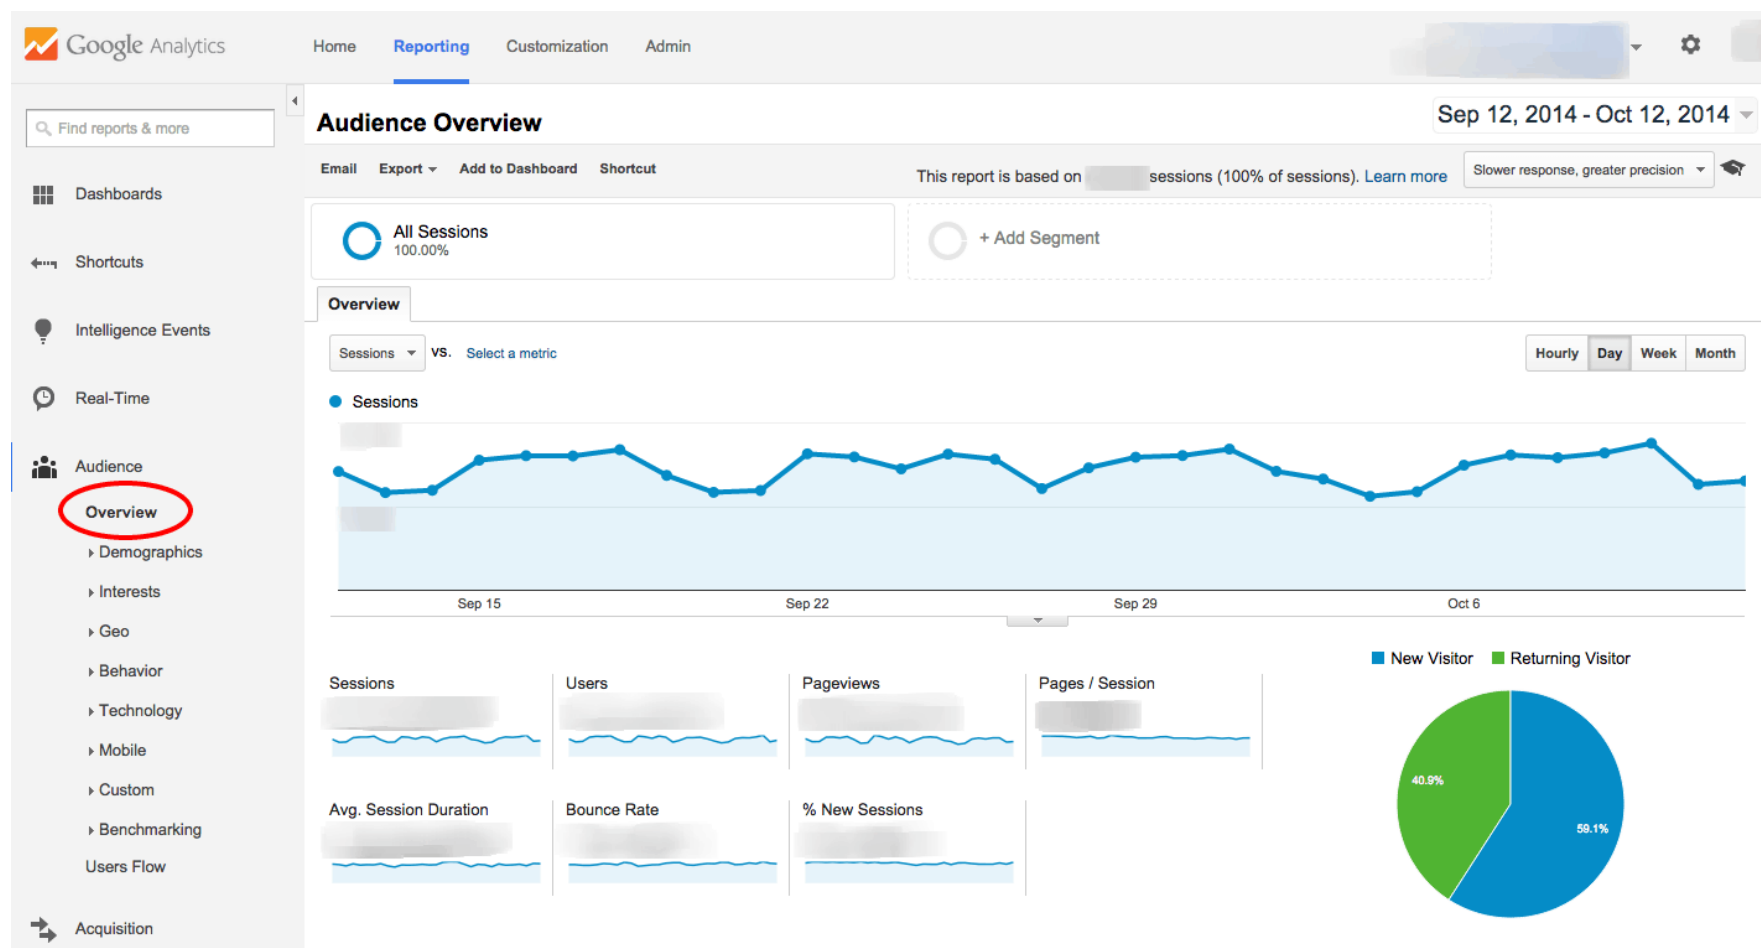 Google Analytics
Home Reporting Customization Admin
Find reports & more
Audience Overview
Sep 12, 2014 - Oct 12, 2014
Email Export Add to Dashboard Shortcut
This report is based on sessions (100% of sessions). Learn more
Slower response, greater precision
Dashboards
Shortcuts
Intelligence Events
Real-Time
Audience
Overview
Demographics
Interests
Geo
Behavior
Technology
Mobile
Custom
Benchmarking
Users Flow
Acquisition
All Sessions
100.00%
+ Add Segment
Overview
Sessions VS. Select a metric
Hourly Day Week Month
Sessions
Sep 15 Sep 22 Sep 29 Oct 6
New Visitor Returning Visitor
Sessions Users Pageviews Pages / Session
Avg. Session Duration Bounce Rate % New Sessions
40.9%
59.1%